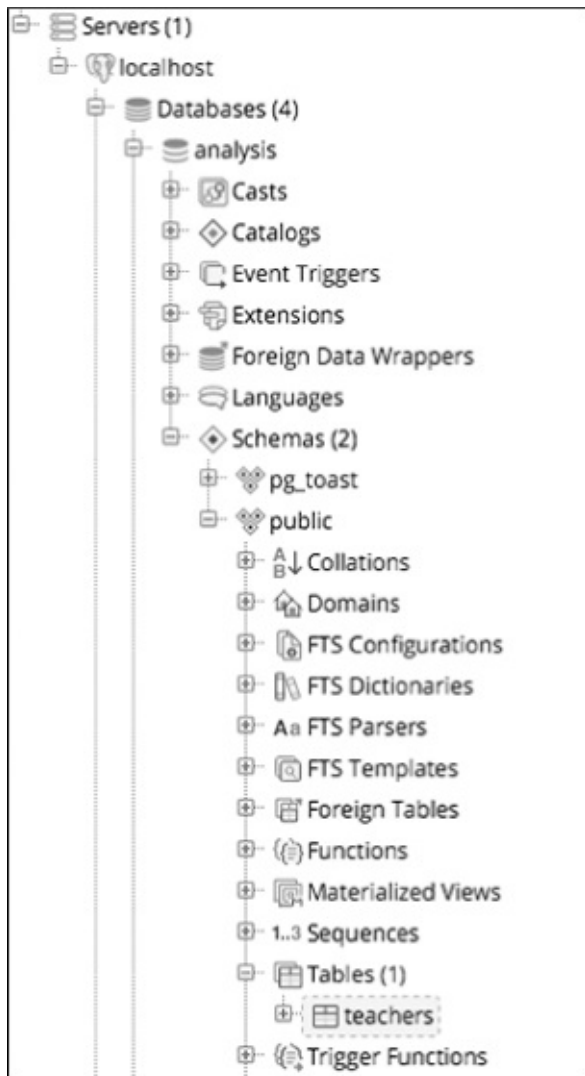 Servers (1)
localhost
Databases (4)
analysis
Casts
Catalogs
Event Triggers
Extensions
Foreign Data Wrappers
Languages
Schemas (2)
pg_toast
public
A
B Collations
Domains
FTS Configurations
FTS Dictionaries
Aa FTS Parsers
FTS Templates
Foreign Tables
Functions
Materialized Views
1..3 Sequences
Tables (1)
teachers
Trigger Functions